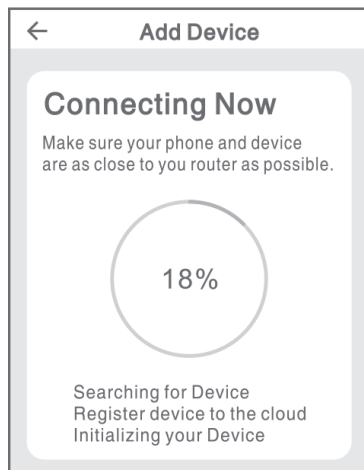 Add Device
Connecting Now
Make sure your phone and device
are as close to you router as possible.
18%
Searching for Device
Register device to the cloud
Initializing your Device